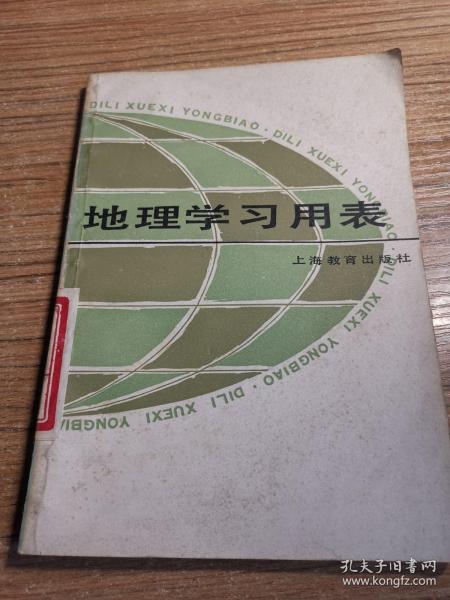 DILI XUEXI YONGBIAO · DILI XUEXI YONGBIAO · DILI XUEXI YONGBIAO · DILI XUEXI YONGBIA
地理学习用表
上海教育出版社
孔夫子旧书网
www.kongfz.com